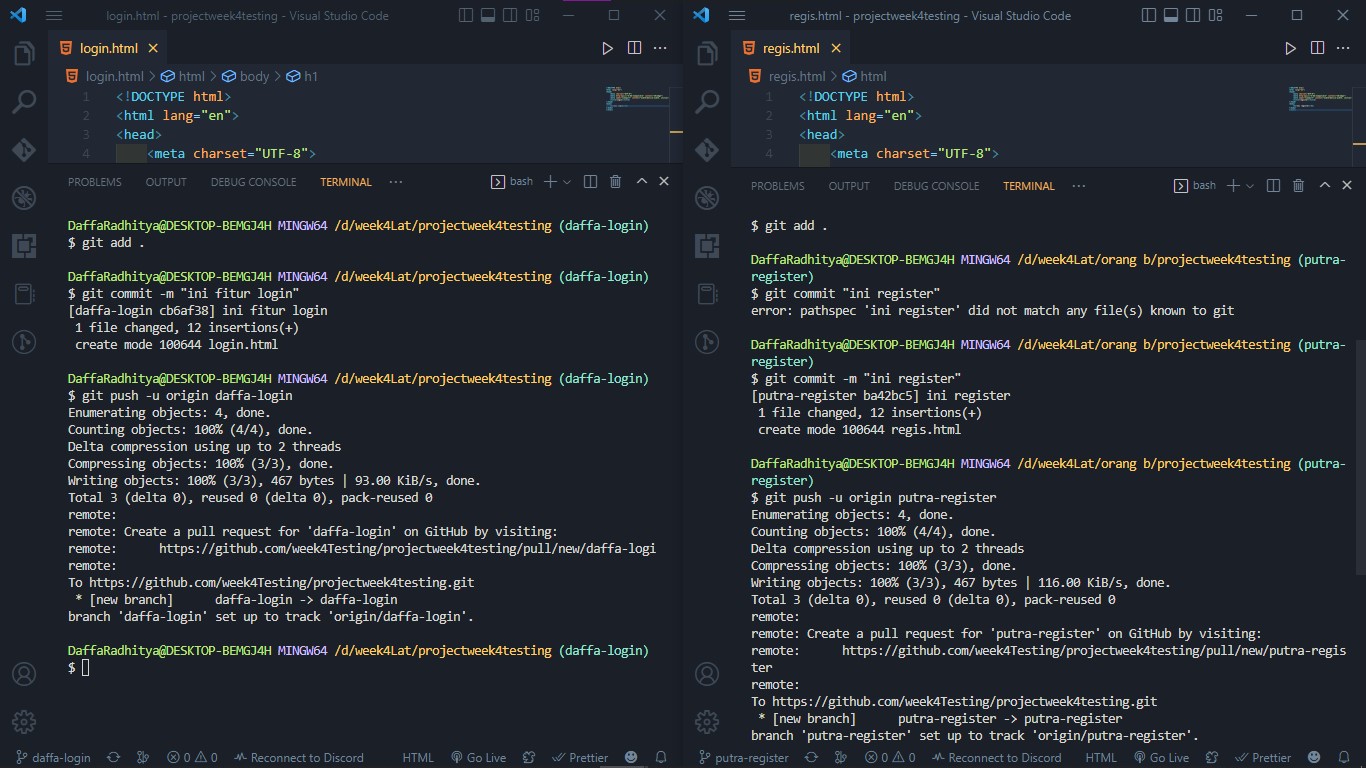 login.html - projectweek4testing - Visual Studio Code
login.html
login.html > html > body > h1
1 <!DOCTYPE html>
2 <html lang="en">
3 <head>
4 <meta charset="UTF-8">
PROBLEMS OUTPUT DEBUG CONSOLE TERMINAL ··· bash
DaffaRadhitya@DESKTOP-BEMGJ4H MINGW64 /d/week4Lat/projectweek4testing (daffa-login)
$ git add .
DaffaRadhitya@DESKTOP-BEMGJ4H MINGW64 /d/week4Lat/projectweek4testing (daffa-login)
$ git commit -m "ini fitur login"
[daffa-login cb6af38] ini fitur login
1 file changed, 12 insertions(+)
create mode 100644 login.html
DaffaRadhitya@DESKTOP-BEMGJ4H MINGW64 /d/week4Lat/projectweek4testing (daffa-login)
$ git push -u origin daffa-login
Enumerating objects: 4, done.
Counting objects: 100% (4/4), done.
Delta compression using up to 2 threads
Compressing objects: 100% (3/3), done.
Writing objects: 100% (3/3), 467 bytes | 93.00 KiB/s, done.
Total 3 (delta 0), reused 0 (delta 0), pack-reused 0
remote:
remote: Create a pull request for 'daffa-login' on GitHub by visiting:
remote:      https://github.com/week4Testing/projectweek4testing/pull/new/daffa-logi
remote:
To https://github.com/week4Testing/projectweek4testing.git
* [new branch]      daffa-login -> daffa-login
branch 'daffa-login' set up to track 'origin/daffa-login'.
DaffaRadhitya@DESKTOP-BEMGJ4H MINGW64 /d/week4Lat/projectweek4testing (daffa-login)
$
daffa-login 0 0 Reconnect to Discord HTML Go Live Prettier
regis.html - projectweek4testing - Visual Studio Code
regis.html
regis.html > html
1 <!DOCTYPE html>
2 <html lang="en">
3 <head>
4 <meta charset="UTF-8">
PROBLEMS OUTPUT DEBUG CONSOLE TERMINAL ··· bash
$ git add .
DaffaRadhitya@DESKTOP-BEMGJ4H MINGW64 /d/week4Lat/orang b/projectweek4testing (putra-
register)
$ git commit "ini register"
error: pathspec 'ini register' did not match any file(s) known to git
DaffaRadhitya@DESKTOP-BEMGJ4H MINGW64 /d/week4Lat/orang b/projectweek4testing (putra-
register)
$ git commit -m "ini register"
[putra-register ba42bc5] ini register
1 file changed, 12 insertions(+)
create mode 100644 regis.html
DaffaRadhitya@DESKTOP-BEMGJ4H MINGW64 /d/week4Lat/orang b/projectweek4testing (putra-
register)
$ git push -u origin putra-register
Enumerating objects: 4, done.
Counting objects: 100% (4/4), done.
Delta compression using up to 2 threads
Compressing objects: 100% (3/3), done.
Writing objects: 100% (3/3), 467 bytes | 116.00 KiB/s, done.
Total 3 (delta 0), reused 0 (delta 0), pack-reused 0
remote:
remote: Create a pull request for 'putra-register' on GitHub by visiting:
remote:      https://github.com/week4Testing/projectweek4testing/pull/new/putra-regis
ter
remote:
To https://github.com/week4Testing/projectweek4testing.git
* [new branch]      putra-register -> putra-register
branch 'putra-register' set up to track 'origin/putra-register'.
putra-register 0 0 Reconnect to Discord HTML Go Live Prettier